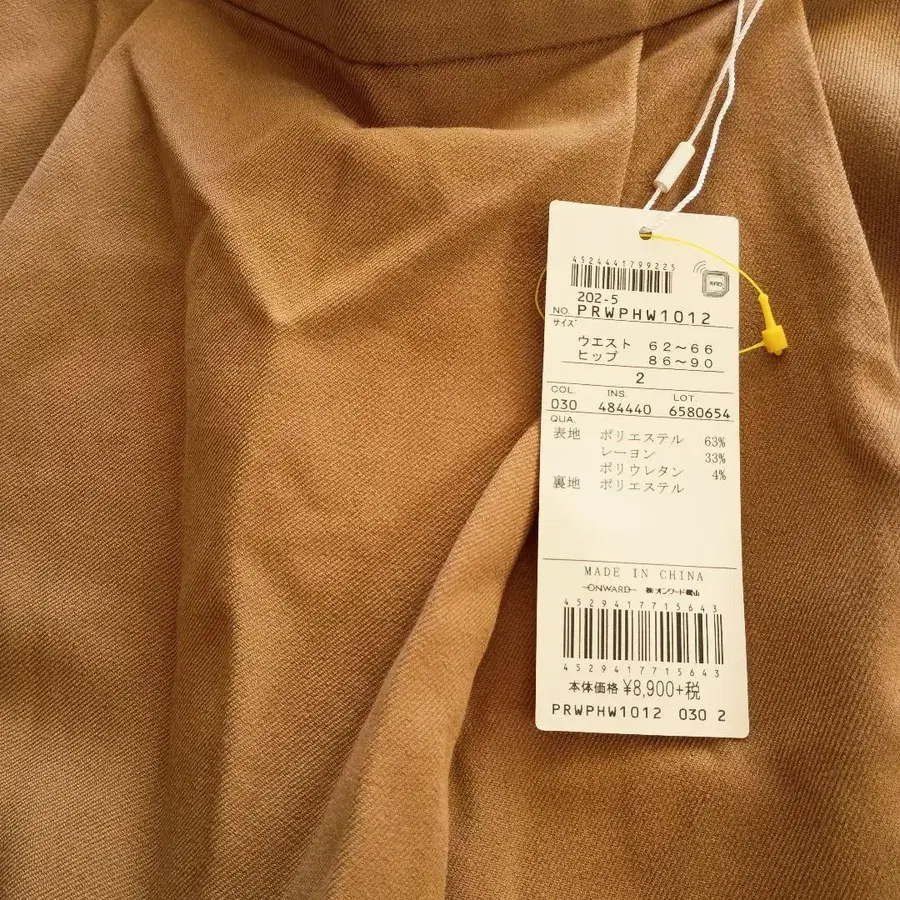 4524441799225
RFID
202-5
NO. PRWPHW1012
サイズ
ウエスト 62~66
ヒップ 86~90
2
COL. INS. LOT.
030 484440 6580654
QUA.
表地 ポリエステル 63%
レーヨン 33%
ポリウレタン 4%
裏地 ポリエステル
MADE IN CHINA
ONWARD ㈱オンワード樫山
4529417715643
4529417715643
本体価格 ¥8,900+税
PRWPHW1012 030 2